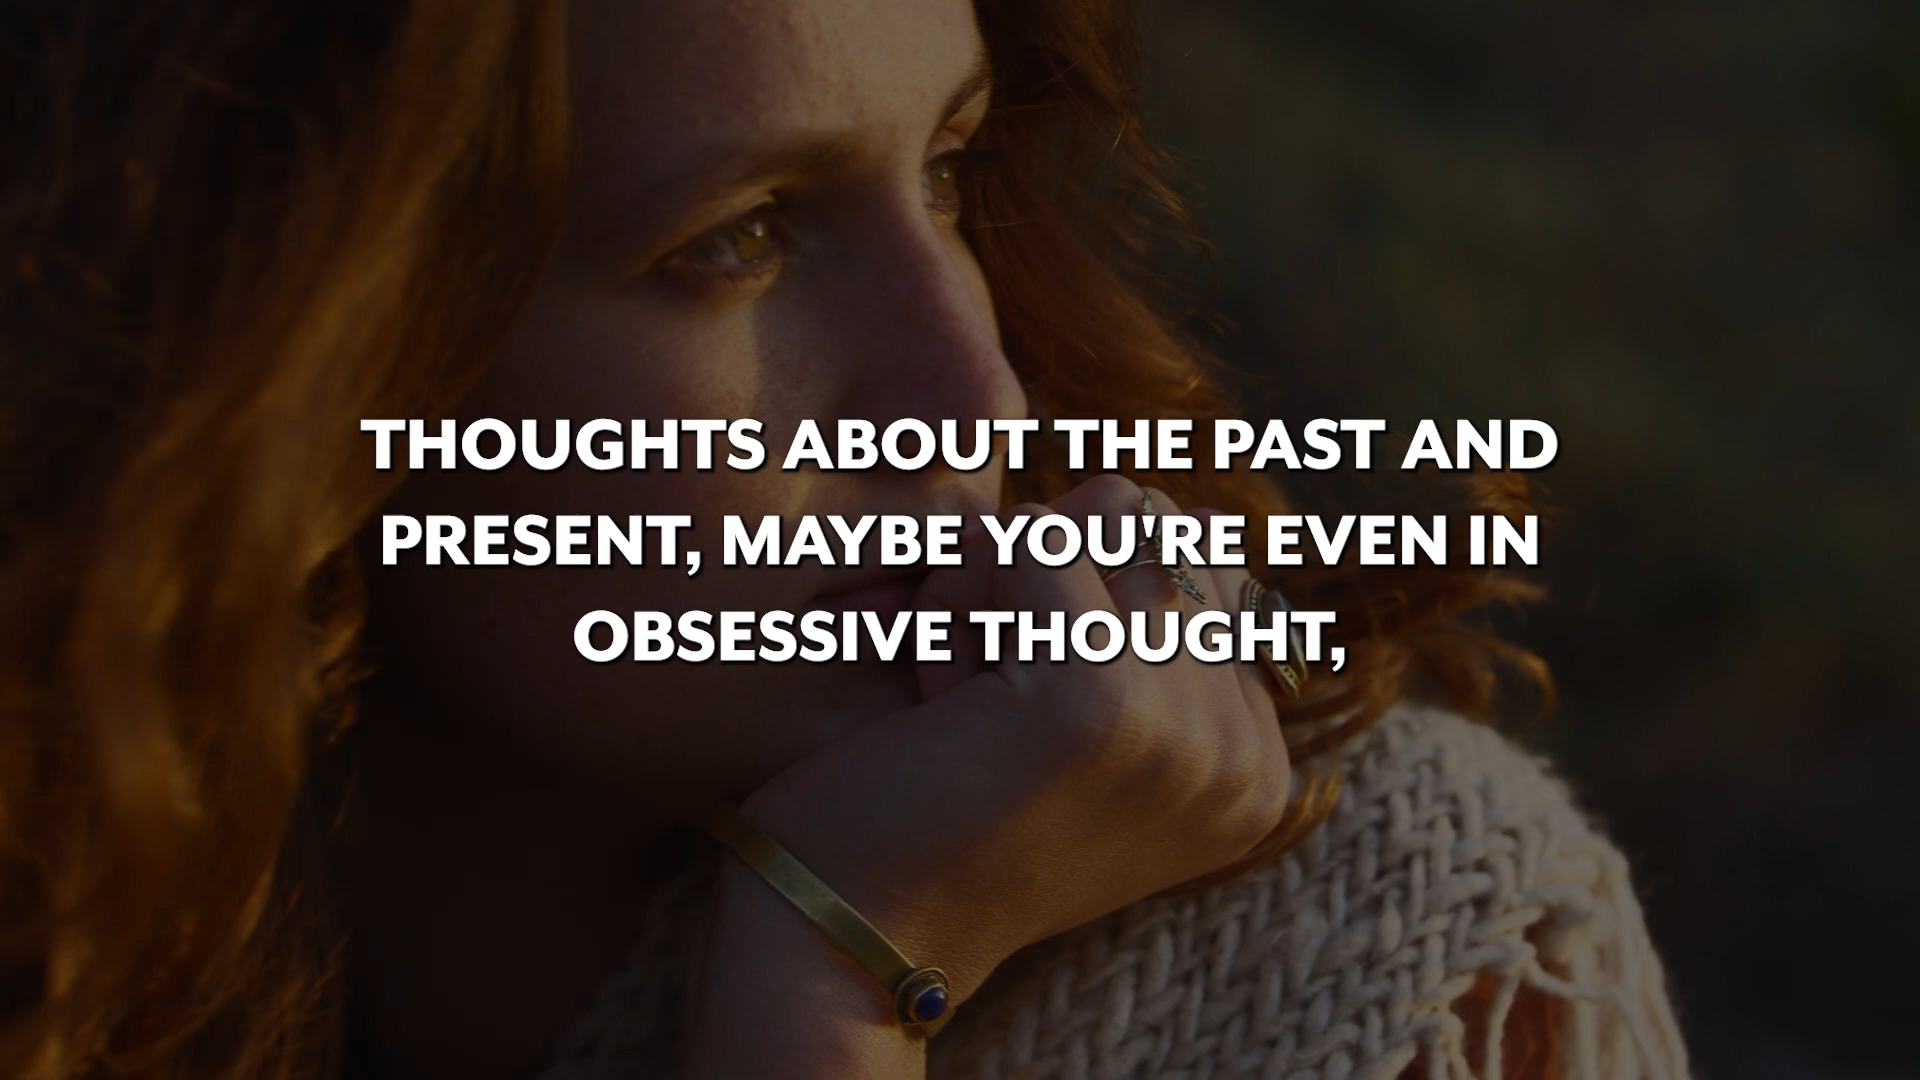 THOUGHTS ABOUT THE PAST AND
PRESENT, MAYBE YOU'RE EVEN IN
OBSESSIVE THOUGHT,